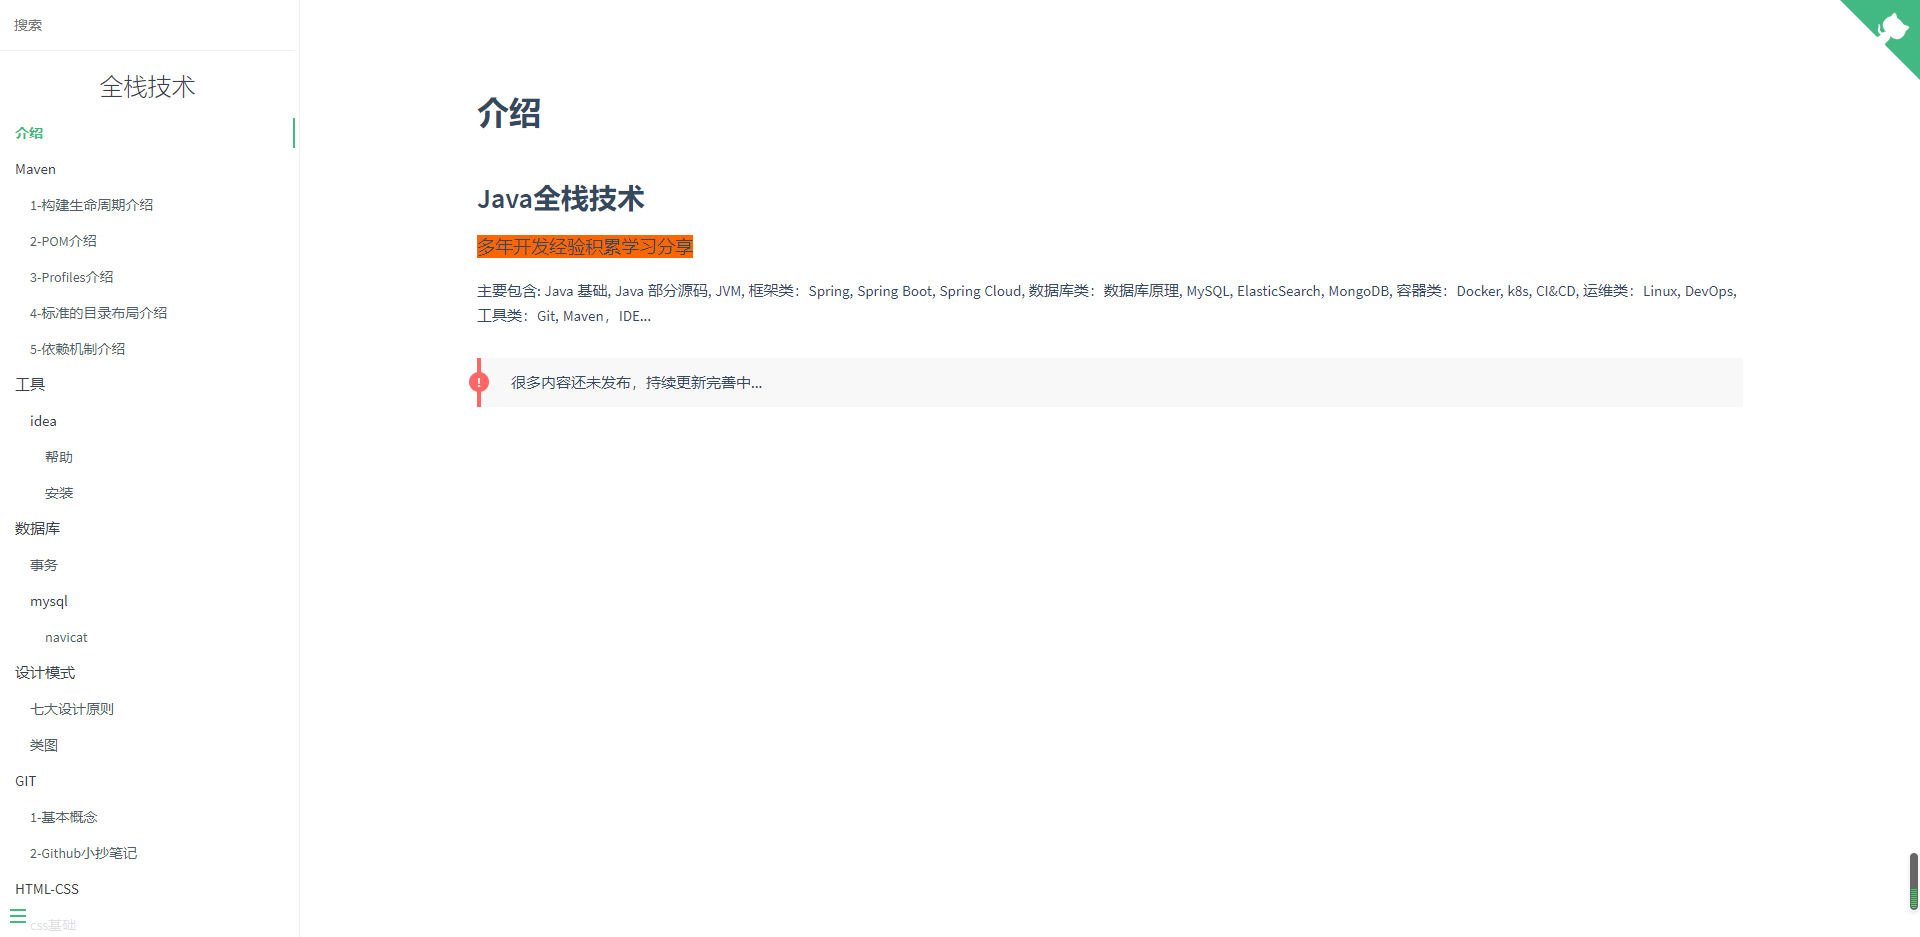 搜索
全栈技术
介绍
Maven
1-构建生命周期介绍
2-POM介绍
3-Profiles介绍
4-标准的目录布局介绍
5-依赖机制介绍
工具
idea
帮助
安装
数据库
事务
mysql
navicat
设计模式
七大设计原则
类图
GIT
1-基本概念
2-Github小抄笔记
HTML-CSS
css基础
介绍
Java全栈技术
多年开发经验积累学习分享
主要包含: Java 基础, Java 部分源码, JVM, 框架类：Spring, Spring Boot, Spring Cloud, 数据库类：数据库原理, MySQL, ElasticSearch, MongoDB, 容器类：Docker, k8s, CI&CD, 运维类：Linux, DevOps,
工具类：Git, Maven，IDE...
!
很多内容还未发布，持续更新完善中...